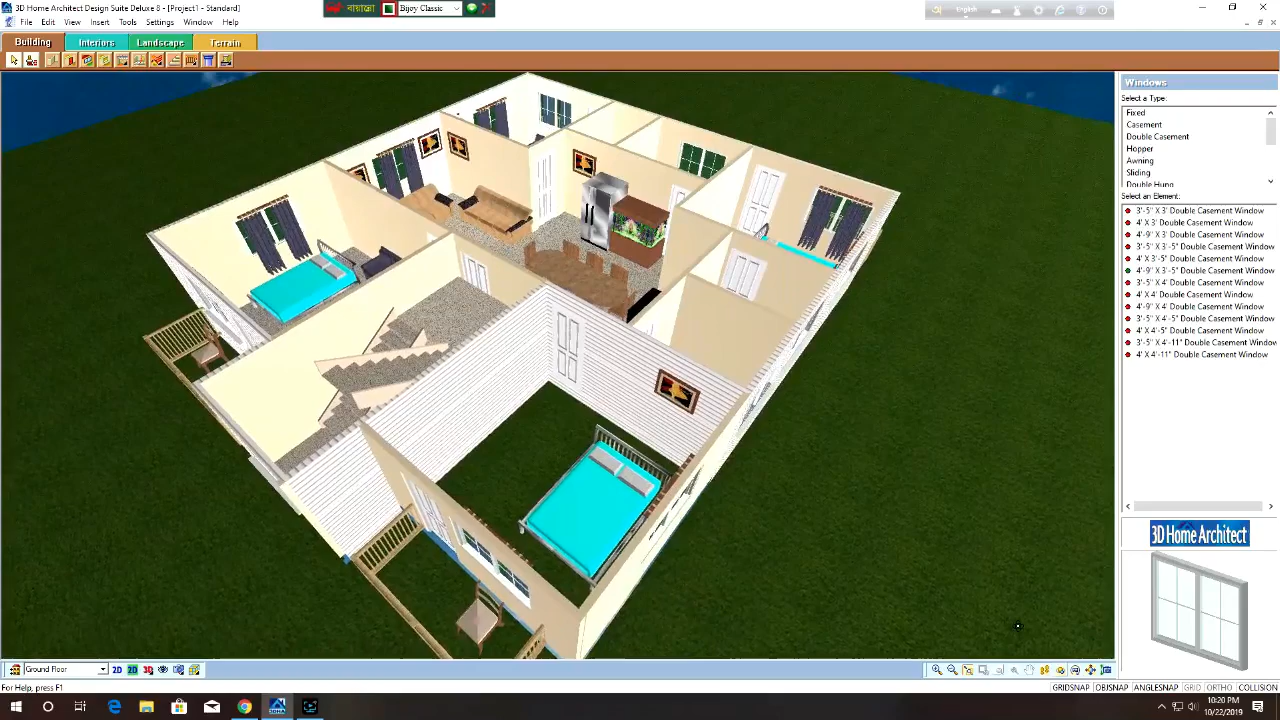 3D Home Architect Design Suite Deluxe 8 - [Project1 - Standard]
বায়ান্নো
Bijoy Classic
English
File Edit View Insert Tools Settings Window Help
Building Interiors Landscape Terrain
Windows
Select a Type:
Fixed
Casement
Double Casement
Hopper
Awning
Sliding
Double Hung
Select an Element:
3'-5" X 3' Double Casement Window
4' X 3' Double Casement Window
4'-9" X 3' Double Casement Window
3'-5" X 3'-5" Double Casement Window
4' X 3'-5" Double Casement Window
4'-9" X 3'-5" Double Casement Window
3'-5" X 4' Double Casement Window
4' X 4' Double Casement Window
4'-9" X 4' Double Casement Window
3'-5" X 4'-5" Double Casement Window
4' X 4'-5" Double Casement Window
3'-5" X 4'-11" Double Casement Window
4' X 4'-11" Double Casement Window
3D Home Architect
Ground Floor
2D 2D 3D
For Help, press F1
GRIDSNAP OBJSNAP ANGLESNAP GRID ORTHO COLLISION
10:20 PM
10/22/2019